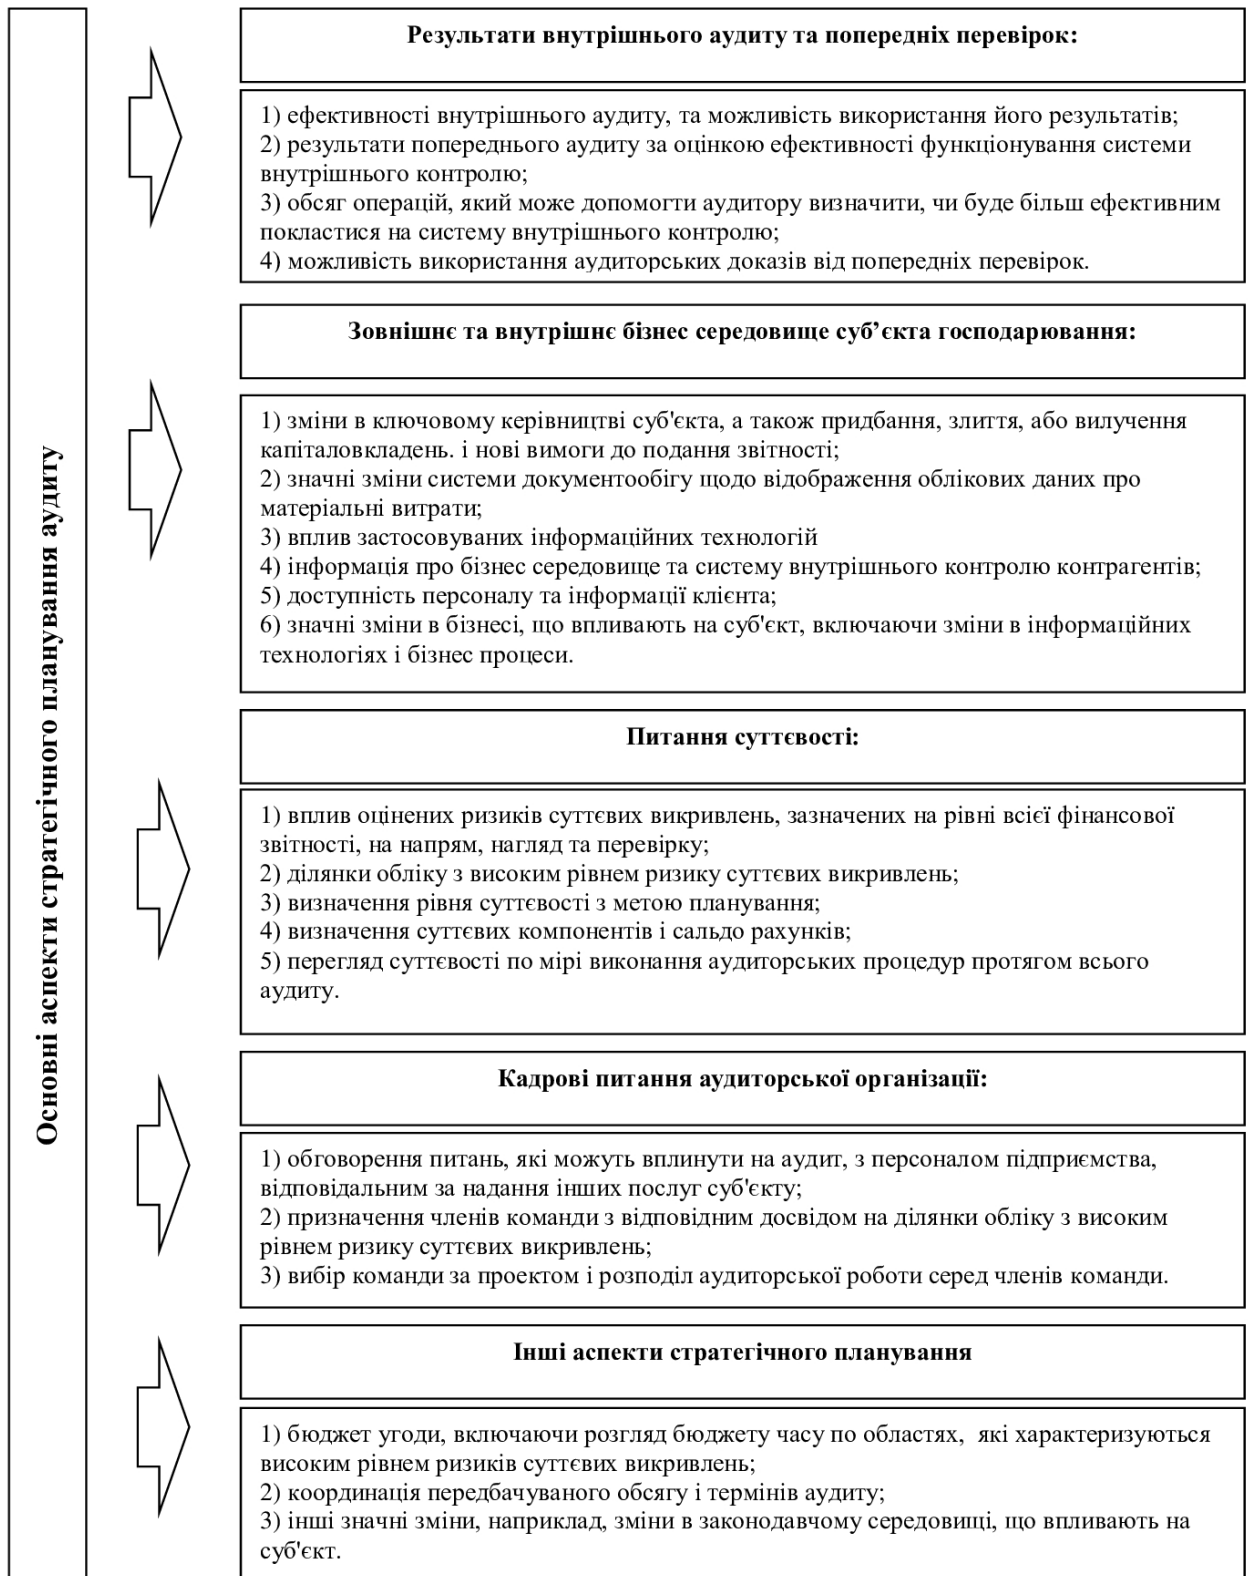 Основні аспекти стратегічного планування аудиту
Результати внутрішнього аудиту та попередніх перевірок:
1) ефективності внутрішнього аудиту, та можливість використання його результатів;
2) результати попереднього аудиту за оцінкою ефективності функціонування системи
внутрішнього контролю;
3) обсяг операцій, який може допомогти аудитору визначити, чи буде більш ефективним
покластися на систему внутрішнього контролю;
4) можливість використання аудиторських доказів від попередніх перевірок.
Зовнішнє та внутрішнє бізнес середовище суб’єкта господарювання:
1) зміни в ключовому керівництві суб'єкта, а також придбання, злиття, або вилучення
капіталовкладень. і нові вимоги до подання звітності;
2) значні зміни системи документообігу щодо відображення облікових даних про
матеріальні витрати;
3) вплив застосовуваних інформаційних технологій
4) інформація про бізнес середовище та систему внутрішнього контролю контрагентів;
5) доступність персоналу та інформації клієнта;
6) значні зміни в бізнесі, що впливають на суб'єкт, включаючи зміни в інформаційних
технологіях і бізнес процеси.
Питання суттєвості:
1) вплив оцінених ризиків суттєвих викривлень, зазначених на рівні всієї фінансової
звітності, на напрям, нагляд та перевірку;
2) ділянки обліку з високим рівнем ризику суттєвих викривлень;
3) визначення рівня суттєвості з метою планування;
4) визначення суттєвих компонентів і сальдо рахунків;
5) перегляд суттєвості по мірі виконання аудиторських процедур протягом всього
аудиту.
Кадрові питання аудиторської організації:
1) обговорення питань, які можуть вплинути на аудит, з персоналом підприємства,
відповідальним за надання інших послуг суб'єкту;
2) призначення членів команди з відповідним досвідом на ділянки обліку з високим
рівнем ризику суттєвих викривлень;
3) вибір команди за проектом і розподіл аудиторської роботи серед членів команди.
Інші аспекти стратегічного планування
1) бюджет угоди, включаючи розгляд бюджету часу по областях, які характеризуються
високим рівнем ризиків суттєвих викривлень;
2) координація передбачуваного обсягу і термінів аудиту;
3) інші значні зміни, наприклад, зміни в законодавчому середовищі, що впливають на
суб'єкт.